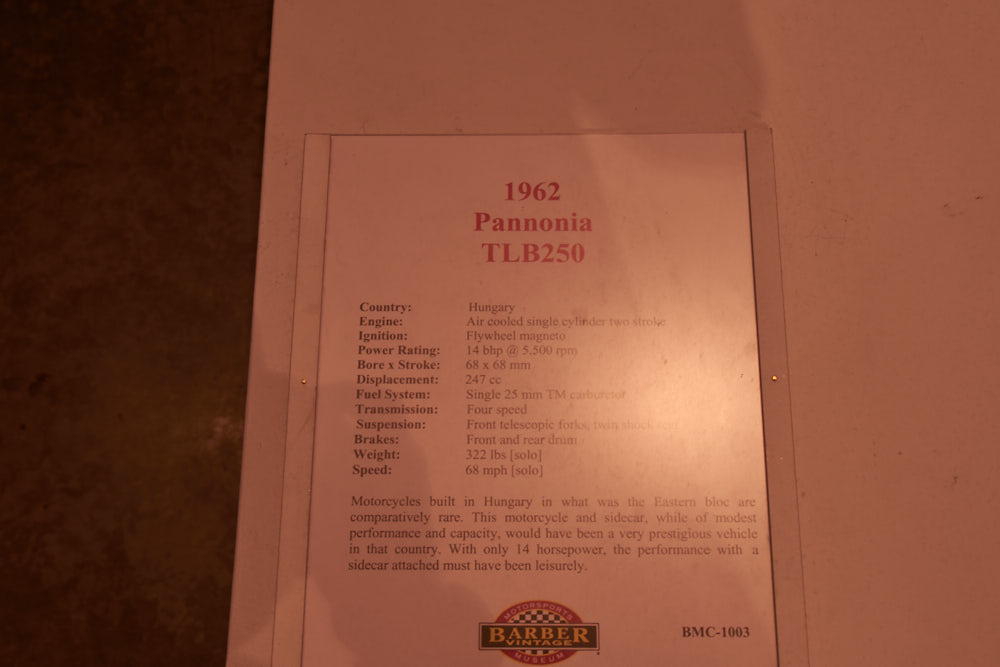 1962
Pannonia
TLB250
Country: Hungary
Engine: Air cooled single cylinder two stroke
Ignition: Flywheel magneto
Power Rating: 14 bhp @ 5,500 rpm
Bore x Stroke: 68 x 68 mm
Displacement: 247 cc
Fuel System: Single 25 mm TM carburetor
Transmission: Four speed
Suspension: Front telescopic forks, twin shock rear
Brakes: Front and rear drum
Weight: 322 lbs [solo]
Speed: 68 mph [solo]
Motorcycles built in Hungary in what was the Eastern bloc are
comparatively rare. This motorcycle and sidecar, while of modest
performance and capacity, would have been a very prestigious vehicle
in that country. With only 14 horsepower, the performance with a
sidecar attached must have been leisurely.
MOTORSPORTS
BARBER
VINTAGE
MUSEUM
BMC-1003